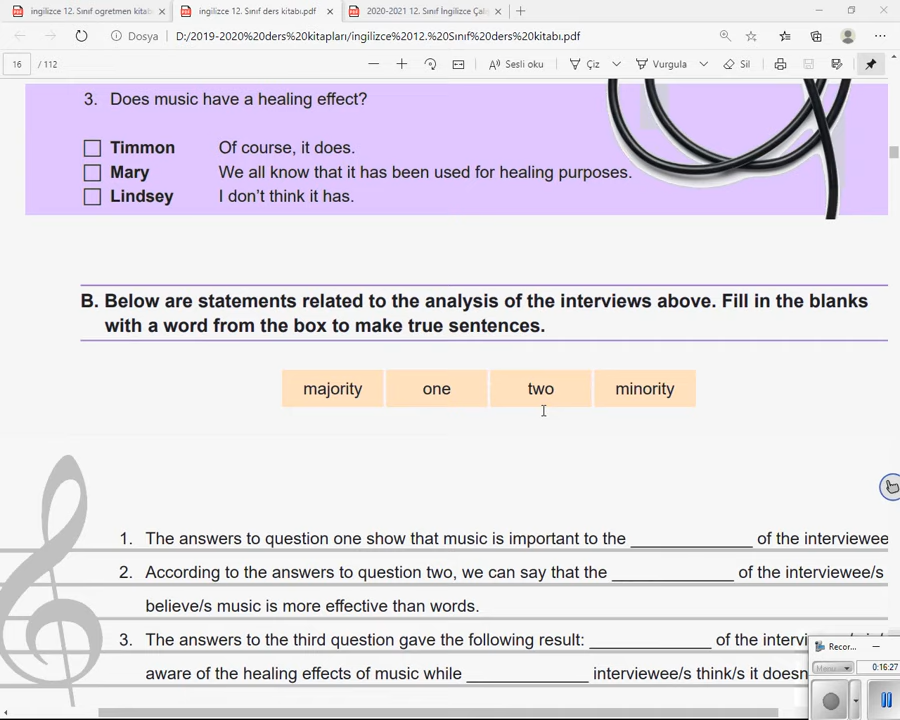 ingilizce 12. Sınıf ogretmen kitab
ingilizce 12. Sınıf ders kitabı.pdf
2020-2021 12. Sınıf İngilizce Çalı
Dosya D:/2019-2020%20ders%20kitapları/ingilizce%2012.%20Sınıf%20ders%20kitabı.pdf
16 / 112 Sesli oku Çiz Vurgula Sil
3. Does music have a healing effect?
Timmon Of course, it does.
Mary We all know that it has been used for healing purposes.
Lindsey I don't think it has.
B. Below are statements related to the analysis of the interviews above. Fill in the blanks
with a word from the box to make true sentences.
majority one two minority
1. The answers to question one show that music is important to the _____________ of the interviewee
2. According to the answers to question two, we can say that the _____________ of the interviewee/s
believe/s music is more effective than words.
3. The answers to the third question gave the following result: _____________ of the intervi
Recor...
aware of the healing effects of music while _____________ interviewee/s think/s it doesn
Menu
0:16:27